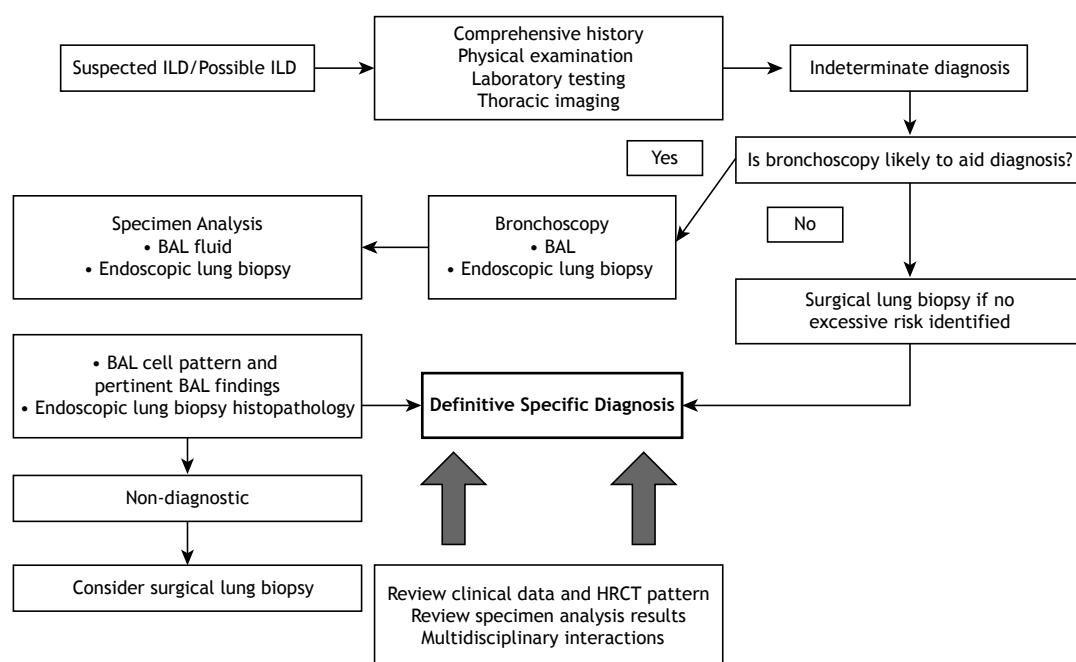 Suspected ILD/Possible ILD
Comprehensive history
Physical examination
Laboratory testing
Thoracic imaging
Indeterminate diagnosis
Is bronchoscopy likely to aid diagnosis?
Yes
No
Bronchoscopy
• BAL
• Endoscopic lung biopsy
Specimen Analysis
• BAL fluid
• Endoscopic lung biopsy
Surgical lung biopsy if no
excessive risk identified
• BAL cell pattern and
pertinent BAL findings
• Endoscopic lung biopsy histopathology
Definitive Specific Diagnosis
Non-diagnostic
Consider surgical lung biopsy
Review clinical data and HRCT pattern
Review specimen analysis results
Multidisciplinary interactions